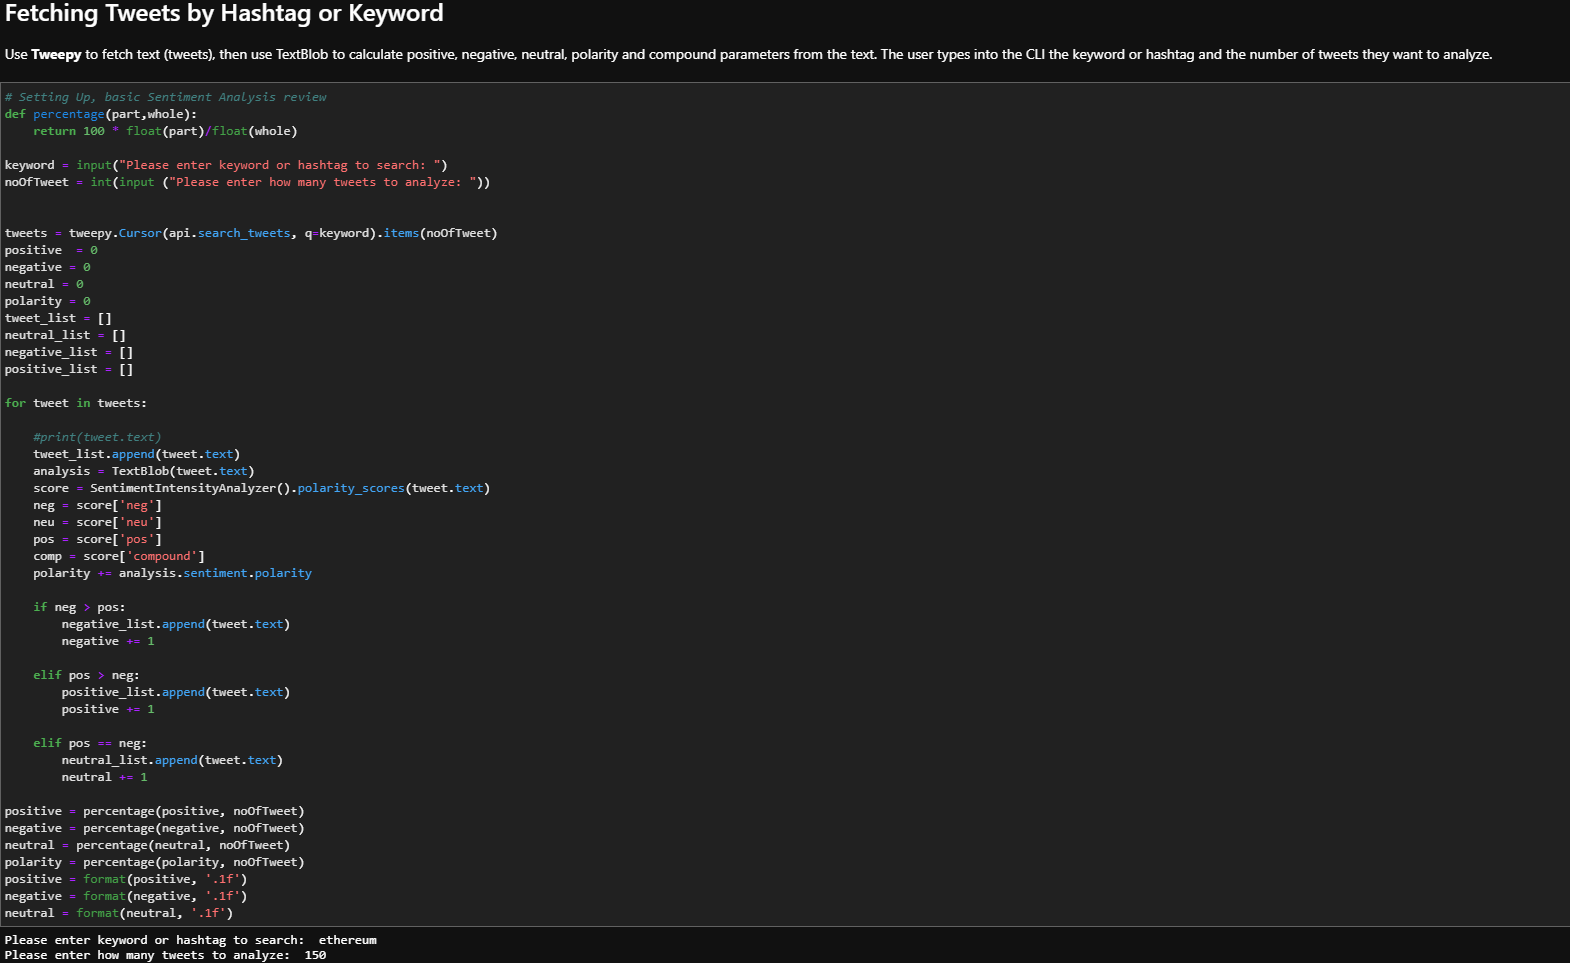 Fetching Tweets by Hashtag or Keyword
Use Tweepy to fetch text (tweets), then use TextBlob to calculate positive, negative, neutral, polarity and compound parameters from the text. The user types into the CLI the keyword or hashtag and the number of tweets they want to analyze.
# Setting Up, basic Sentiment Analysis review
def percentage(part,whole):
    return 100 * float(part)/float(whole)

keyword = input("Please enter keyword or hashtag to search: ")
noOfTweet = int(input ("Please enter how many tweets to analyze: "))


tweets = tweepy.Cursor(api.search_tweets, q=keyword).items(noOfTweet)
positive  = 0
negative = 0
neutral = 0
polarity = 0
tweet_list = []
neutral_list = []
negative_list = []
positive_list = []

for tweet in tweets:

    #print(tweet.text)
    tweet_list.append(tweet.text)
    analysis = TextBlob(tweet.text)
    score = SentimentIntensityAnalyzer().polarity_scores(tweet.text)
    neg = score['neg']
    neu = score['neu']
    pos = score['pos']
    comp = score['compound']
    polarity += analysis.sentiment.polarity

    if neg > pos:
        negative_list.append(tweet.text)
        negative += 1

    elif pos > neg:
        positive_list.append(tweet.text)
        positive += 1

    elif pos == neg:
        neutral_list.append(tweet.text)
        neutral += 1

positive = percentage(positive, noOfTweet)
negative = percentage(negative, noOfTweet)
neutral = percentage(neutral, noOfTweet)
polarity = percentage(polarity, noOfTweet)
positive = format(positive, '.1f')
negative = format(negative, '.1f')
neutral = format(neutral, '.1f')
Please enter keyword or hashtag to search:  ethereum
Please enter how many tweets to analyze:  150